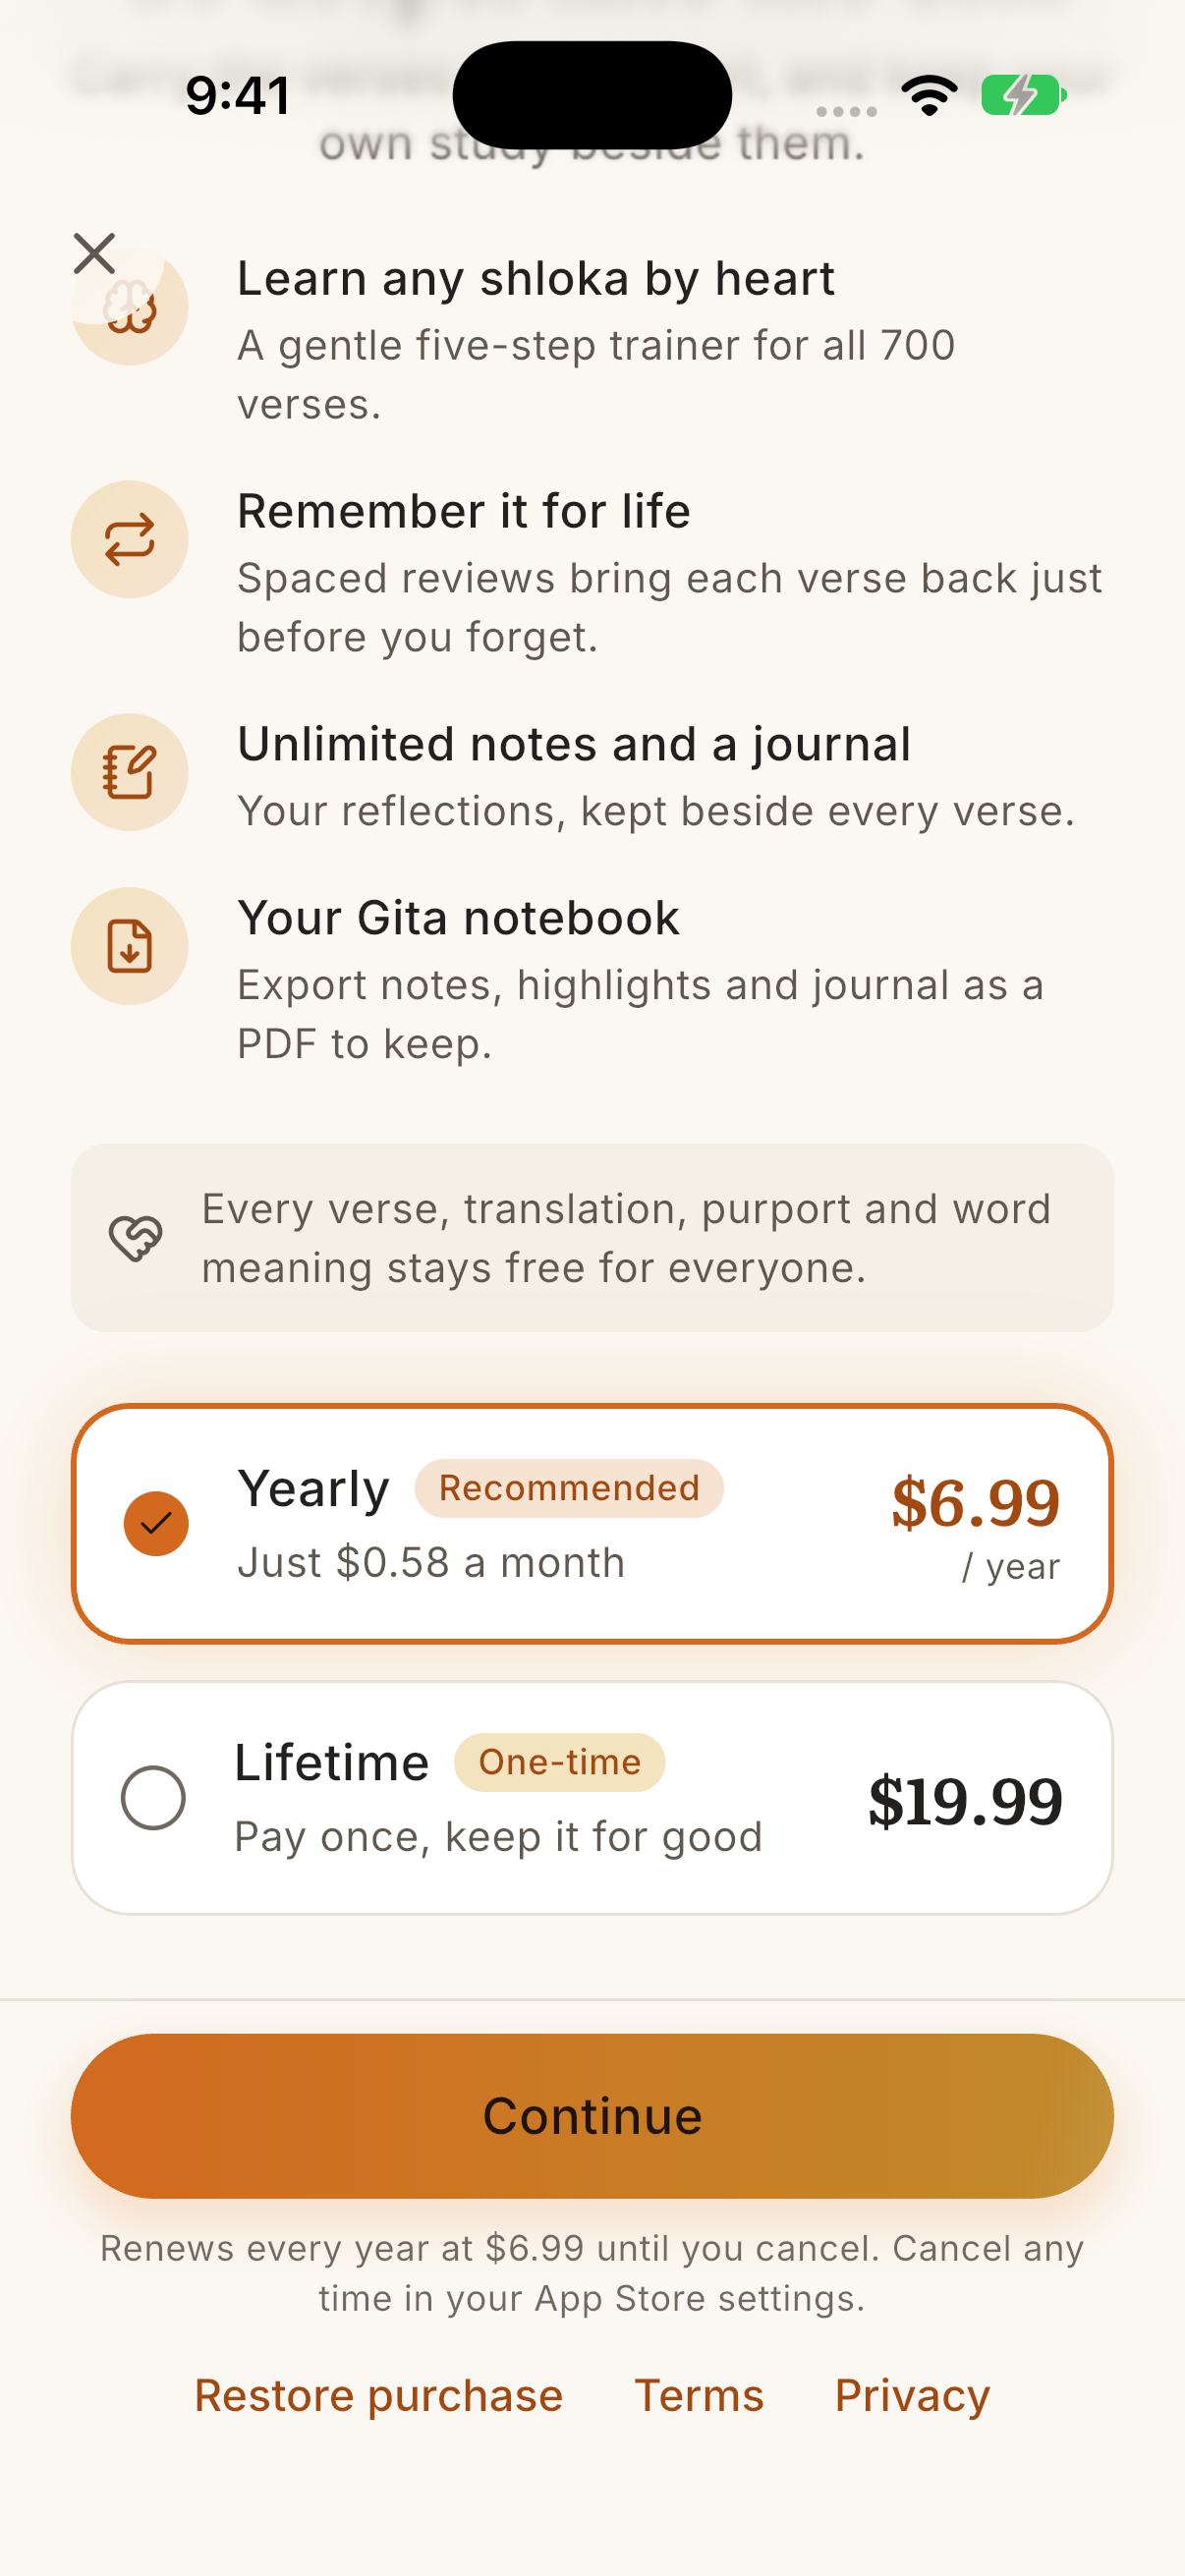 9:41
own study beside them.
Learn any shloka by heart
A gentle five-step trainer for all 700
verses.
Remember it for life
Spaced reviews bring each verse back just
before you forget.
Unlimited notes and a journal
Your reflections, kept beside every verse.
Your Gita notebook
Export notes, highlights and journal as a
PDF to keep.
Every verse, translation, purport and word
meaning stays free for everyone.
Yearly Recommended
$6.99
Just $0.58 a month
/ year
Lifetime One-time
Pay once, keep it for good
$19.99
Continue
Renews every year at $6.99 until you cancel. Cancel any
time in your App Store settings.
Restore purchase Terms Privacy